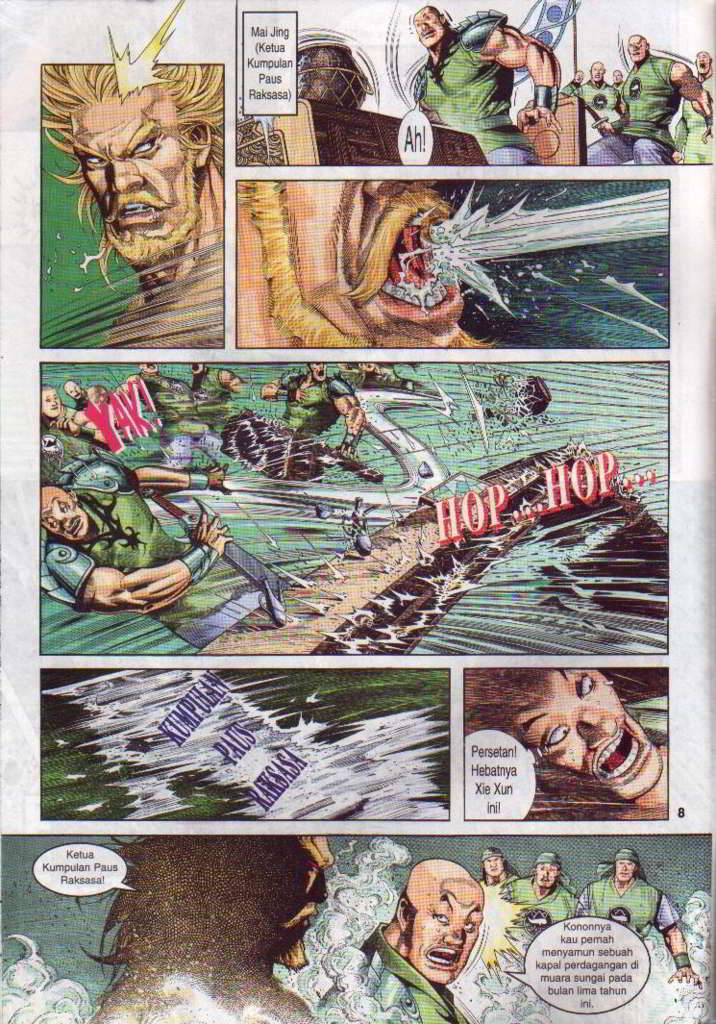 Mai Jing
(Ketua
Kumpulan
Paus
Raksasa)
Ah!
YAK!
HOP...HOP...
KUMPULAN
PAUS
RAKSASA
Persetan!
Hebatnya
Xie Xun
ini!
8
Ketua
Kumpulan Paus
Raksasa!
Kononnya
kau pernah
menyamun sebuah
kapal perdagangan di
muara sungai pada
bulan lima tahun
ini.